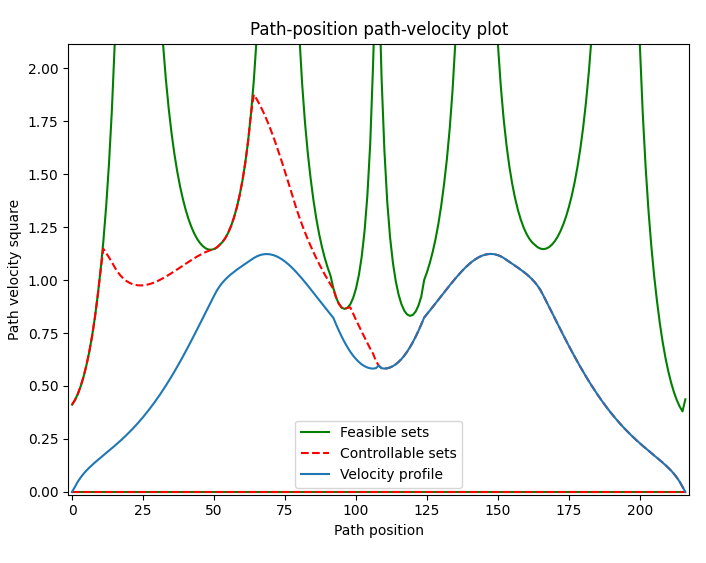 Path-position path-velocity plot
Path velocity square
2.00
1.75
1.50
1.25
1.00
0.75
0.50
0.25
0.00
Feasible sets
Controllable sets
Velocity profile
0 25 50 75 100 125 150 175 200
Path position